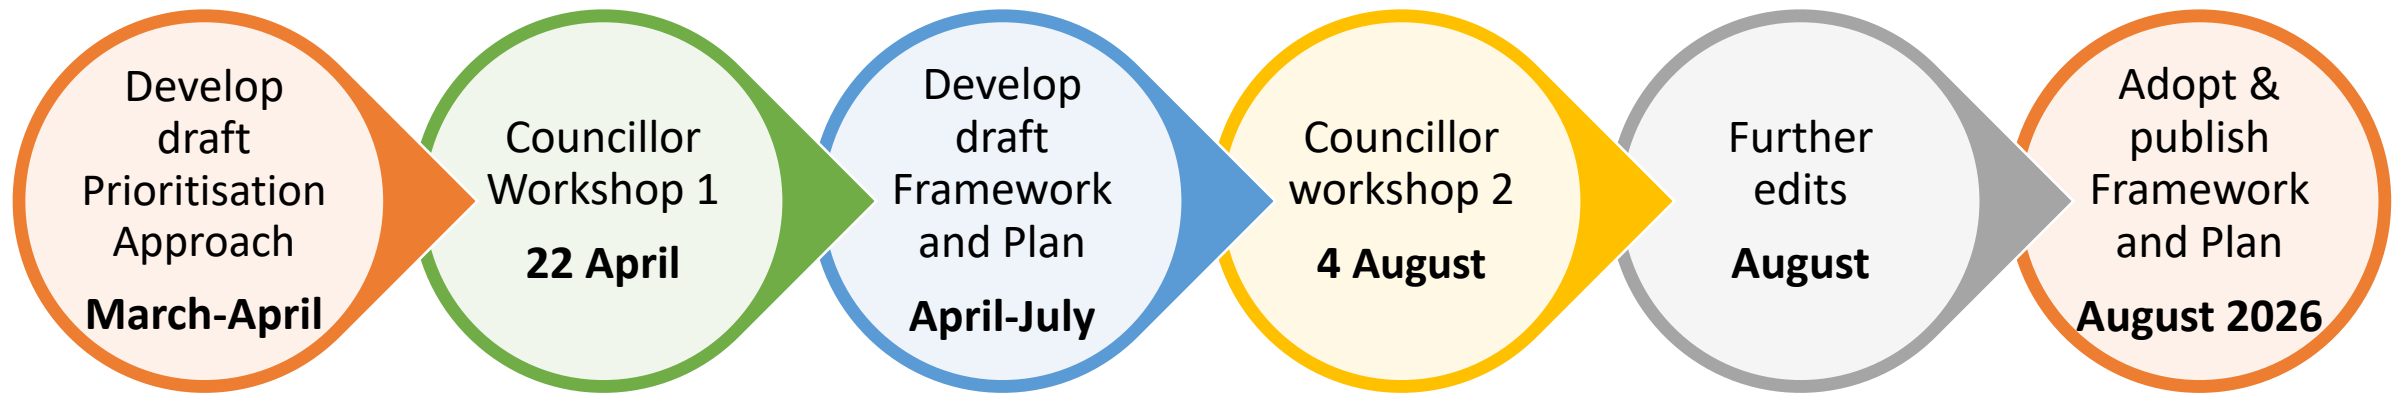 Develop
draft
Prioritisation
Approach
March-April
Councillor
Workshop 1
22 April
Develop
draft
Framework
and Plan
April-July
Councillor
workshop 2
4 August
Further
edits
August
Adopt &
publish
Framework
and Plan
August 2026